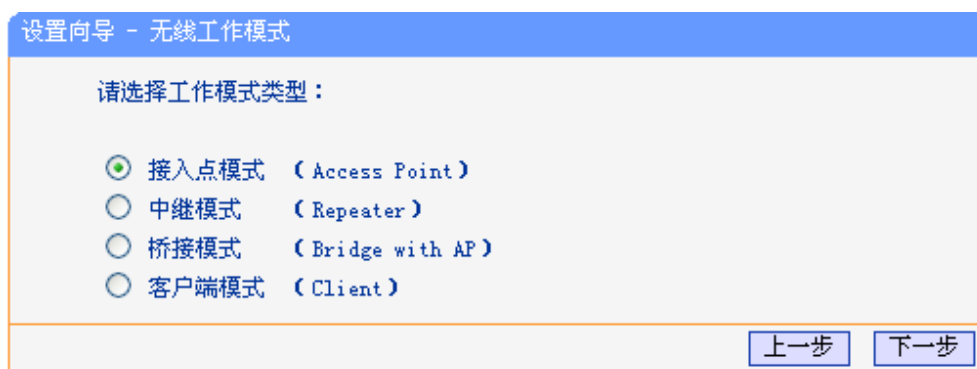 设置向导 - 无线工作模式
请选择工作模式类型：
接入点模式 （Access Point）
中继模式 （Repeater）
桥接模式 （Bridge with AP）
客户端模式 （Client）
上一步 下一步